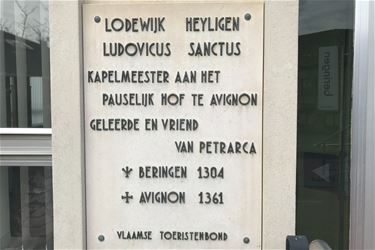 LODEWIJK HEYLIGEN
LUDOVICUS SANCTUS
KAPELMEESTER AAN HET
PAUSELIJK HOF TE AVIGNON
GELEERDE EN VRIEND
VAN PETRARCA
BERINGEN 1304
AVIGNON 1361
VLAAMSE TOERISTENBOND
beringen